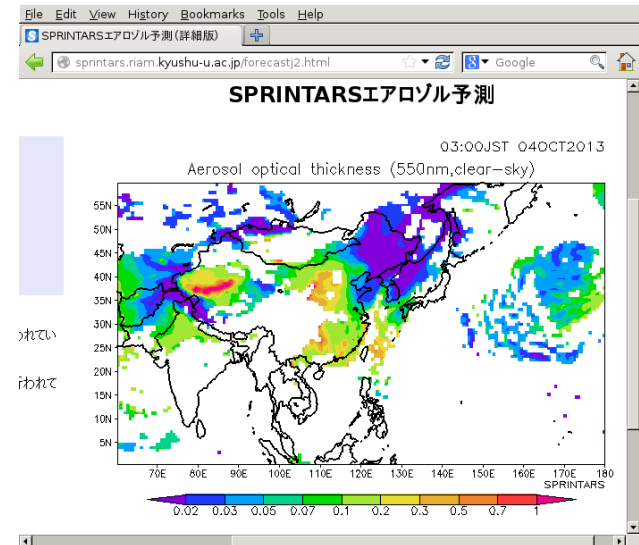 File Edit View History Bookmarks Tools Help
SPRINTARSエアロゾル予測(詳細版)
sprintars.riam.kyushu-u.ac.jp/forecastj2.html
Google
SPRINTARSエアロゾル予測
03:00JST 04OCT2013
Aerosol optical thickness (550nm,clear-sky)
55N
50N
45N
40N
35N
30N
25N
20N
15N
10N
5N
われてい
行われて
70E 80E 90E 100E 110E 120E 130E 140E 150E 160E 170E 180
SPRINTARS
0.02 0.03 0.05 0.07 0.1 0.2 0.3 0.5 0.7 1